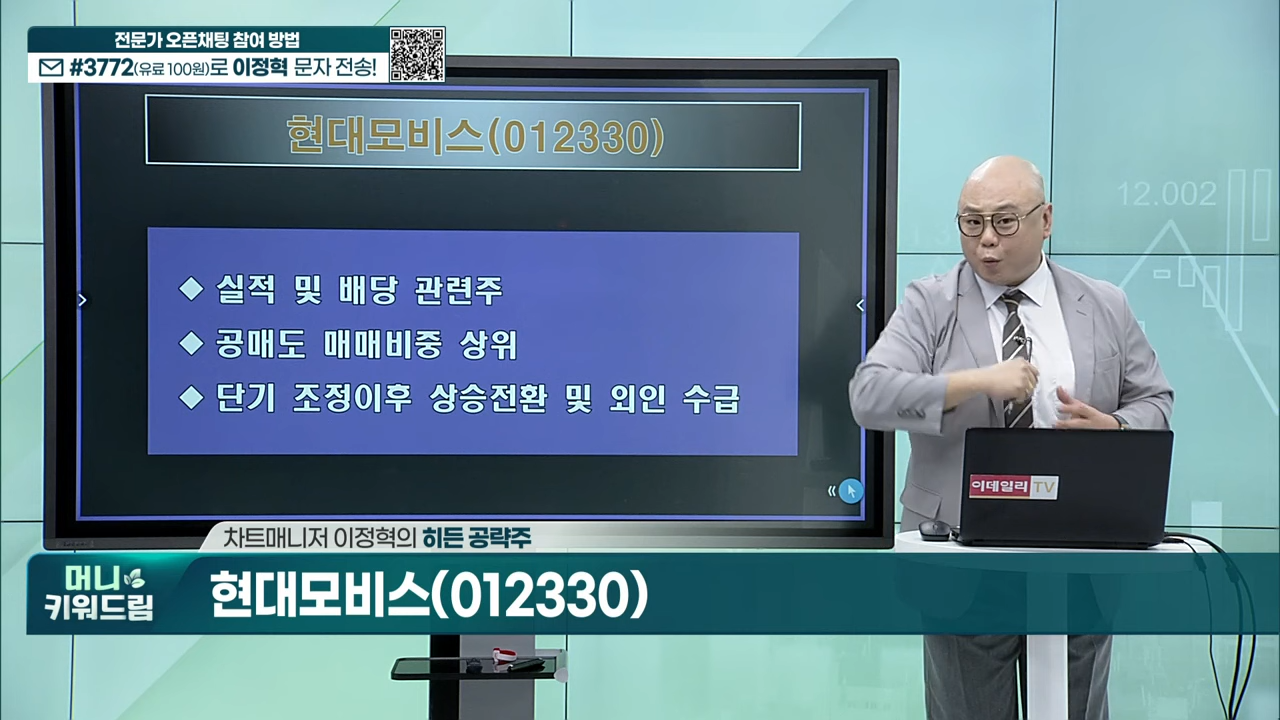 전문가 오픈채팅 참여 방법
#3772(유료 100원)로 이정혁 문자 전송!
현대모비스(012330)
◆ 실적 및 배당 관련주
◆ 공매도 매매비중 상위
◆ 단기 조정이후 상승전환 및 외인 수급
12.002
이데일리TV
차트매니저 이정혁의 히든 공략주
머니
키워드림
현대모비스(012330)